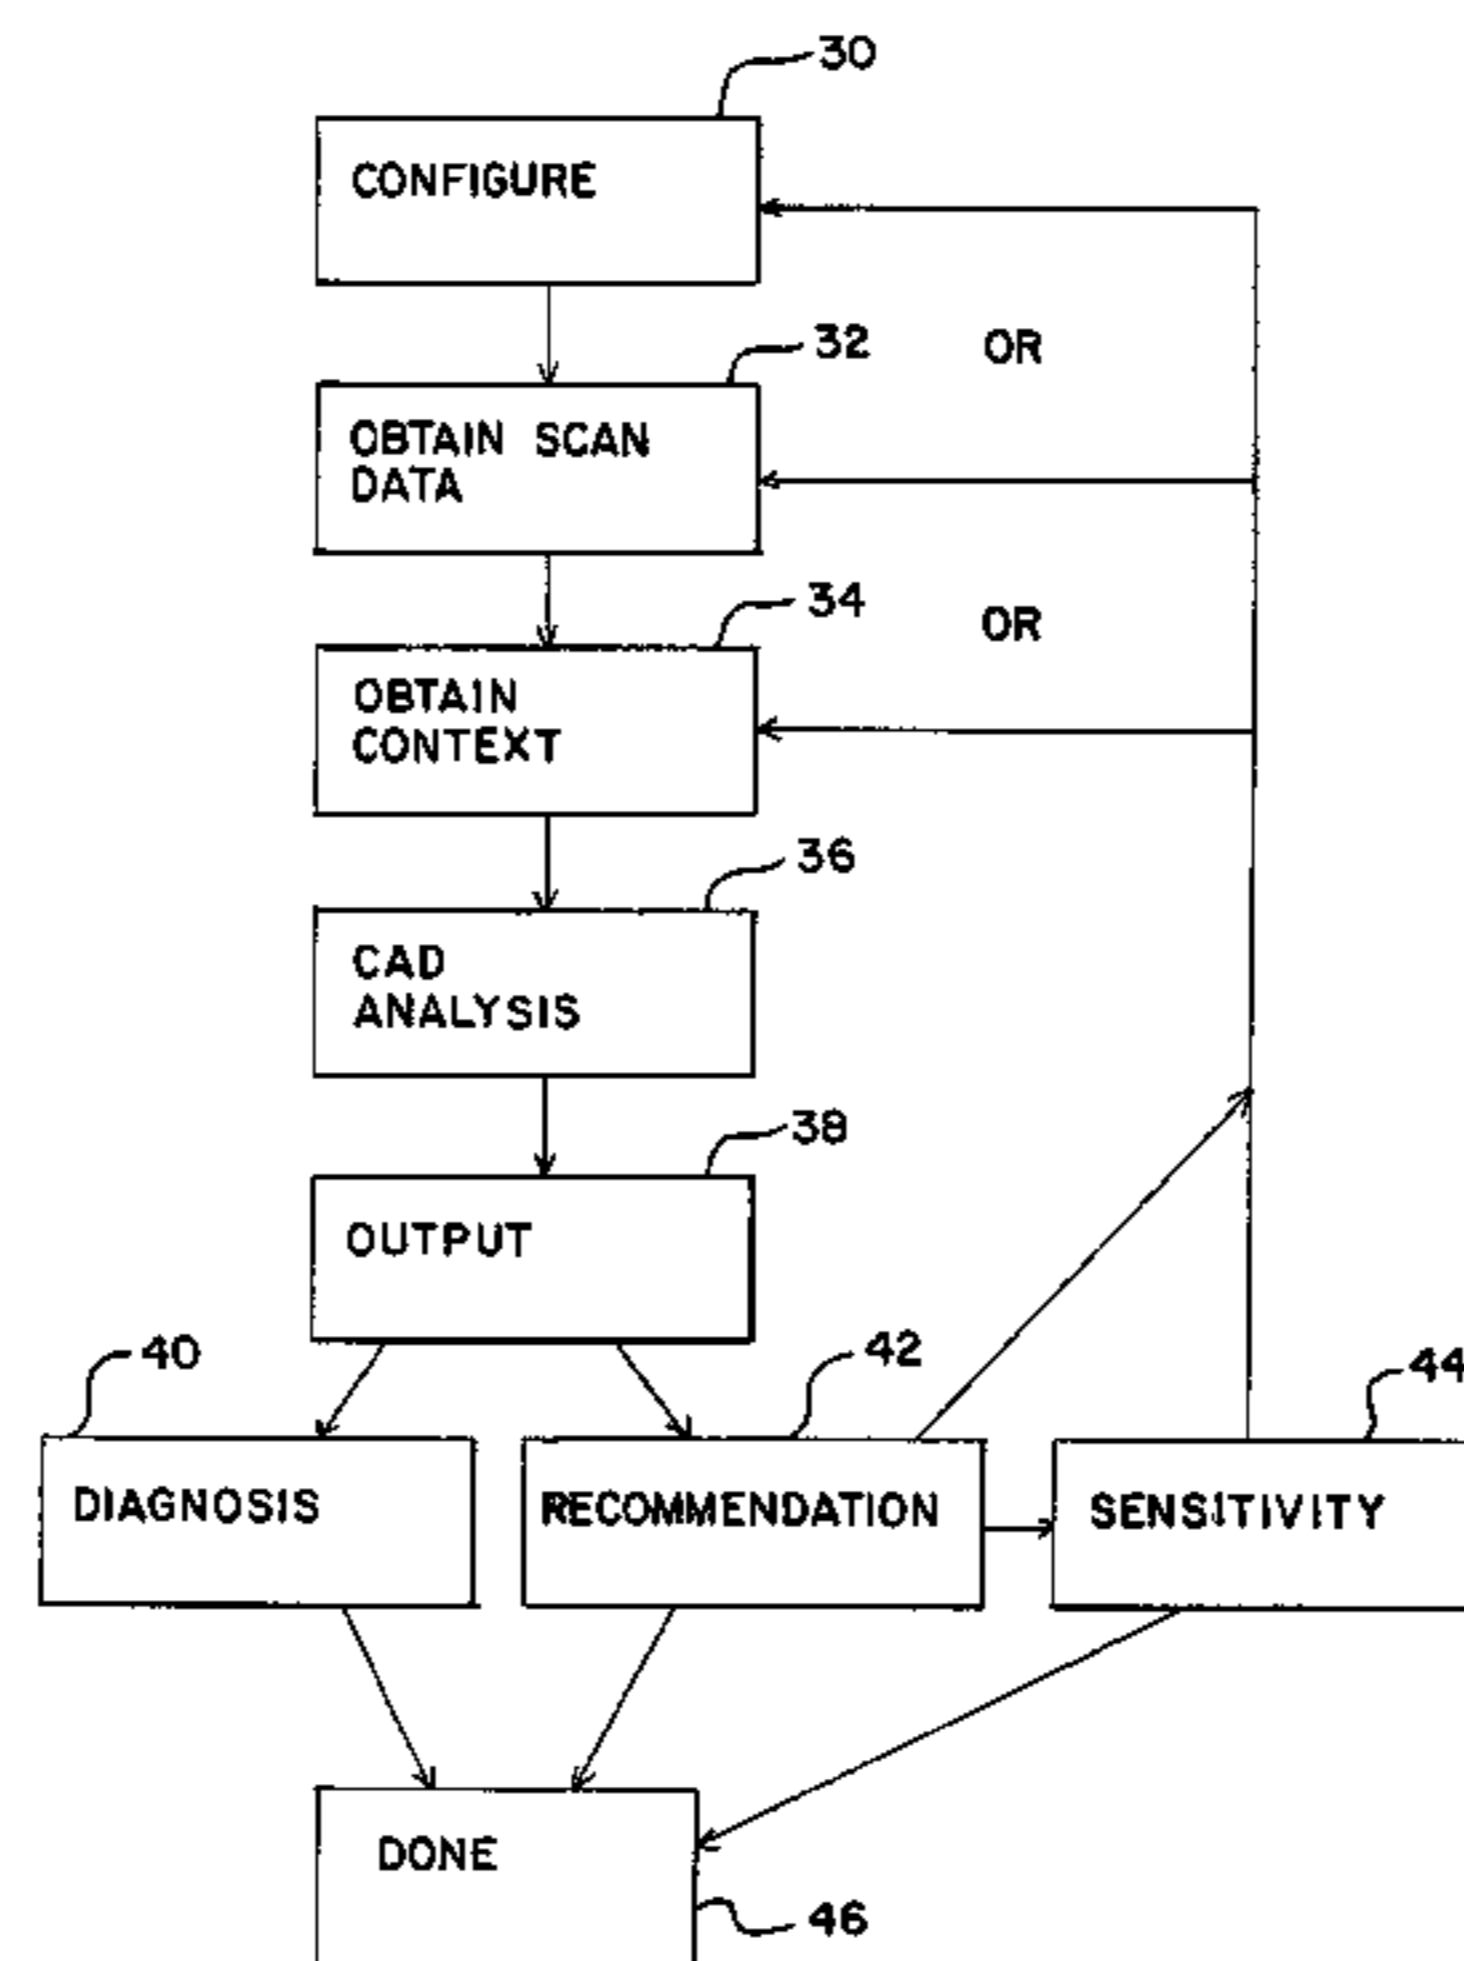 30
CONFIGURE
32
OR
OBTAIN SCAN
DATA
34
OR
OBTAIN
CONTEXT
36
CAD
ANALYSIS
38
OUTPUT
40
42
44
DIAGNOSIS
RECOMMENDATION
SENSITIVITY
DONE
46